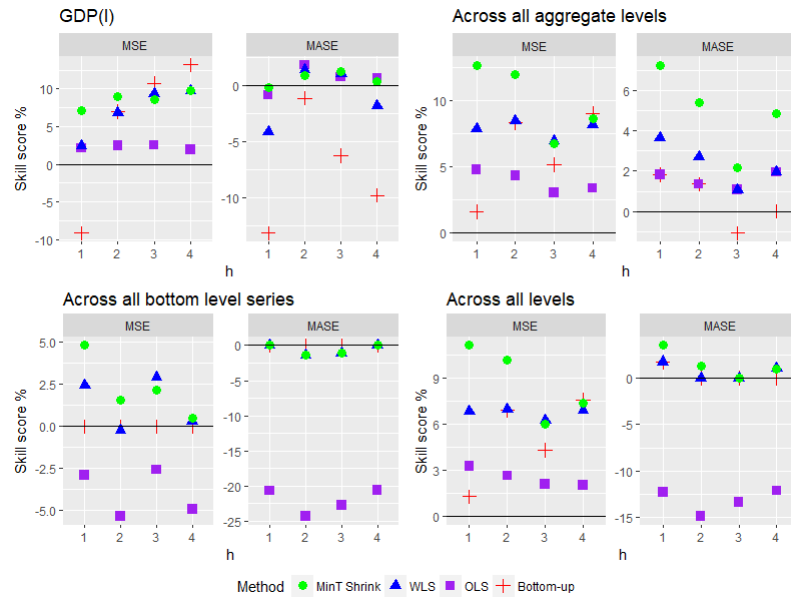 GDP(I)
Across all aggregate levels
MSE
MASE
MSE
MASE
Skill score %
10
5
0
-5
-10
0
-5
-10
Skill score %
10
5
0
6
4
2
0
1 2 3 4
1 2 3 4
1 2 3 4
1 2 3 4
h
h
Across all bottom level series
Across all levels
MSE
MASE
MSE
MASE
Skill score %
5.0
2.5
0.0
-2.5
-5.0
0
-5
-10
-15
-20
-25
Skill score %
9
6
3
0
0
-5
-10
-15
1 2 3 4
1 2 3 4
1 2 3 4
1 2 3 4
h
h
Method MinT Shrink WLS OLS Bottom-up